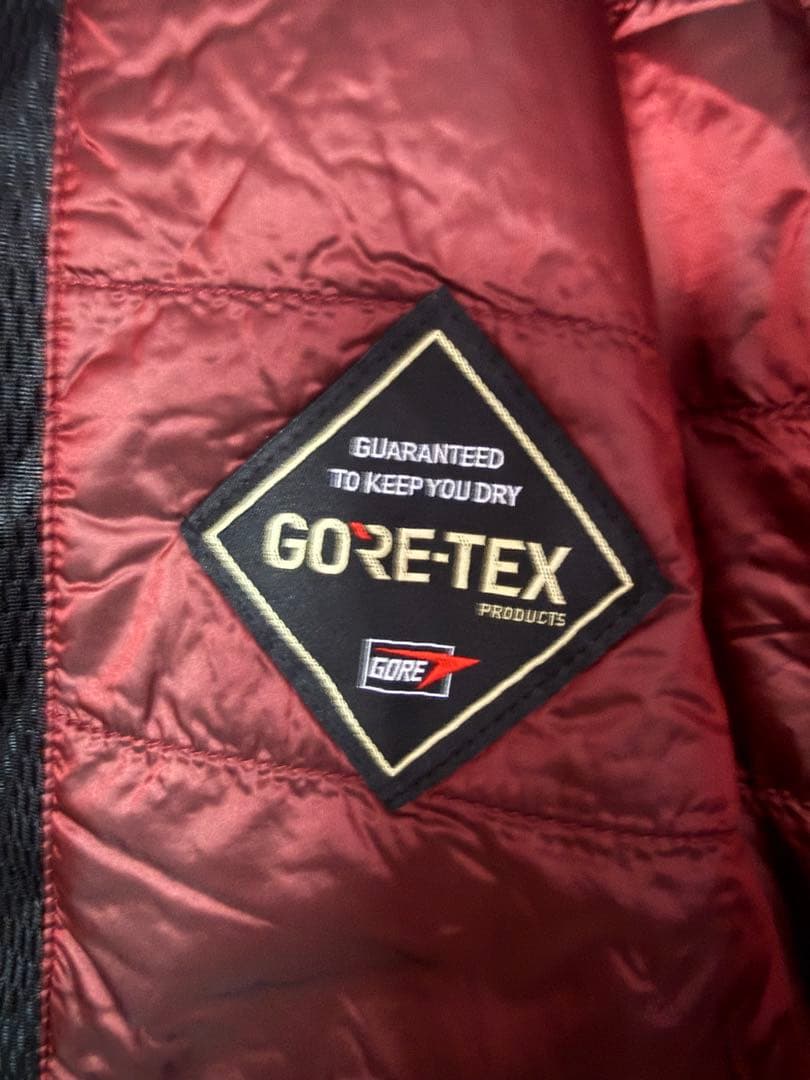 GUARANTEED
TO KEEP YOU DRY
GORE-TEX
PRODUCTS
GORE